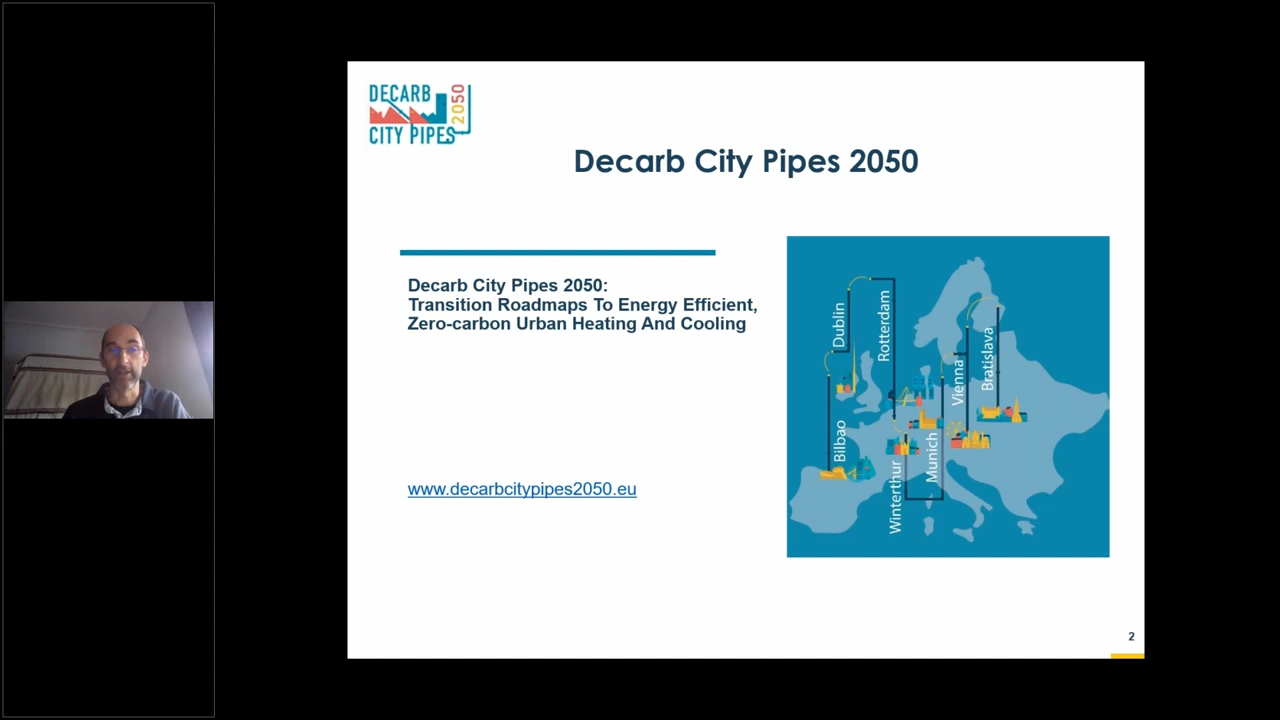 DECARB
CITY PIPES
2050
Decarb City Pipes 2050
Decarb City Pipes 2050:
Transition Roadmaps To Energy Efficient,
Zero-carbon Urban Heating And Cooling
www.decarbcitypipes2050.eu
Bilbao
Dublin
Rotterdam
Winterthur
Munich
Vienna
Bratislava
2